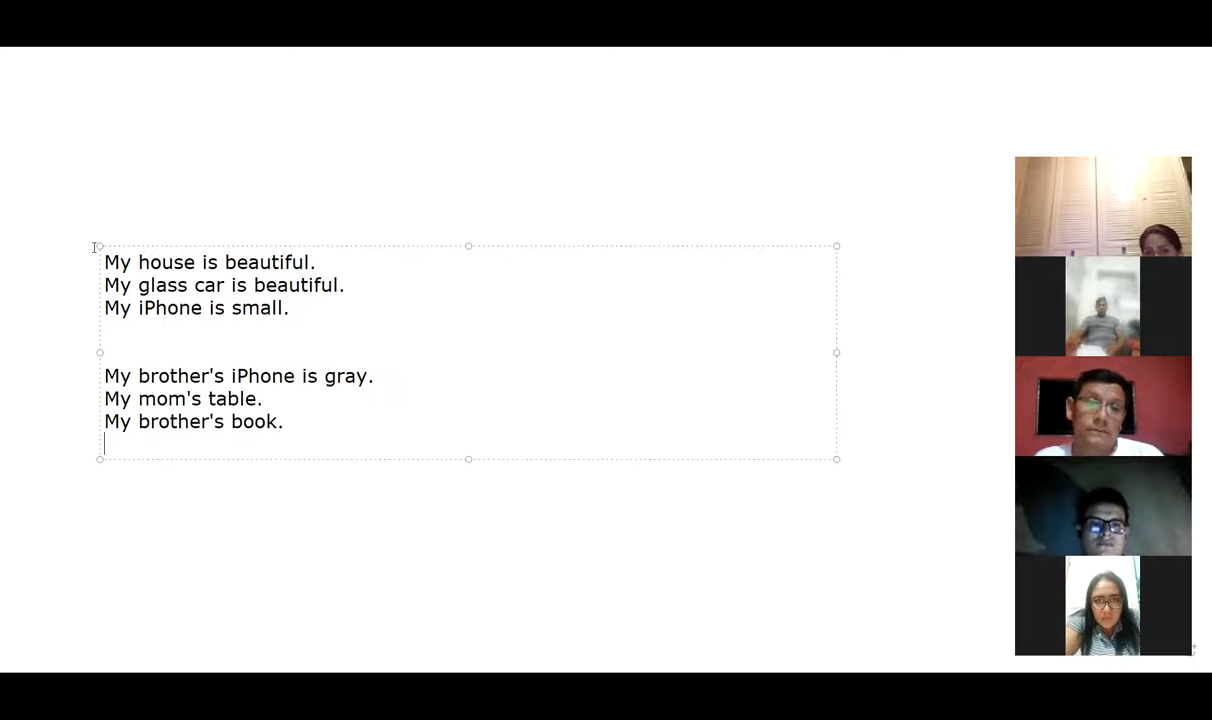 My house is beautiful.
My glass car is beautiful.
My iPhone is small.
My brother's iPhone is gray.
My mom's table.
My brother's book.